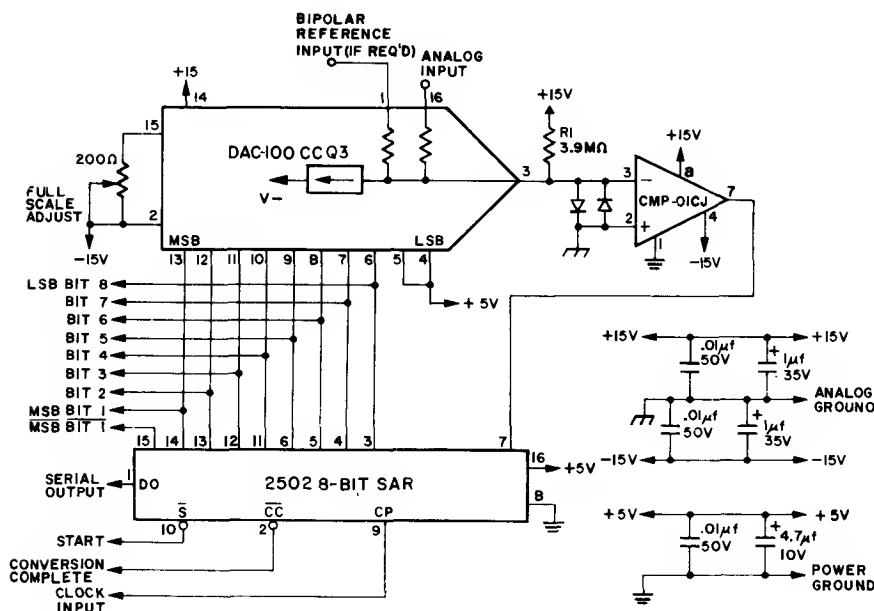 BIPOLAR
REFERENCE
INPUT(IF REQ'D)
ANALOG
INPUT
+15
14
1
16
15
200Ω
FULL
SCALE
ADJUST
2
-15V
DAC-100 CCQ3
V-
3
+15V
R1
3.9MΩ
+15V
8
3
−
CMP-01CJ
7
2
+
4
1
-15V
MSB
LSB
13
12
11
10
9
8
7
6
5
4
+5V
LSB BIT 8
BIT 7
BIT 6
BIT 5
BIT 4
BIT 3
BIT 2
MSB BIT 1
MSB BIT 1
15
14
13
12
11
6
5
4
3
7
16
+5V
8
1
DO
2502 8-BIT SAR
SERIAL
OUTPUT
S
CC
CP
10
2
9
START
CONVERSION
COMPLETE
CLOCK
INPUT
+15V
+15V
.01μf
50V
+
1μf
35V
ANALOG
GROUND
.01μf
50V
+
1μf
35V
-15V
-15V
+5V
+5V
.01μf
50V
+
4.7μf
10V
POWER
GROUND